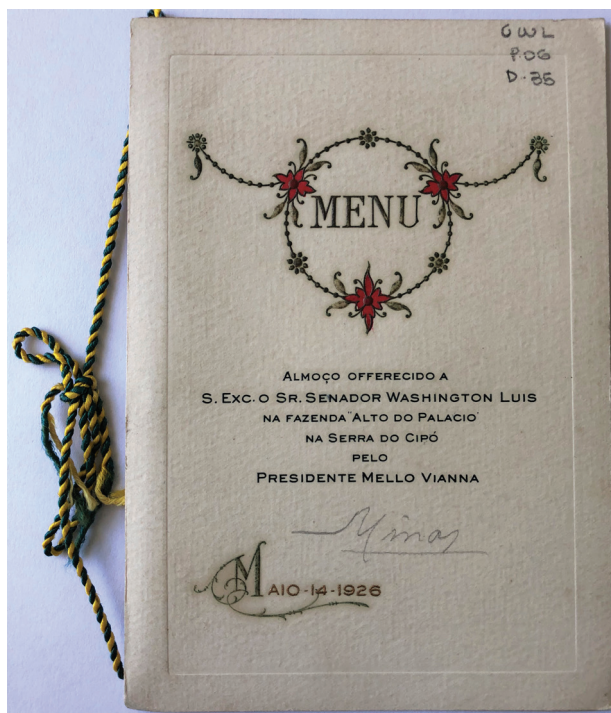 GWL
P.06
D-35
MENU
ALMOÇO OFFERECIDO A
S. EXC. O SR. SENADOR WASHINGTON LUIS
NA FAZENDA "ALTO DO PALACIO"
NA SERRA DO CIPÓ
PELO
PRESIDENTE MELLO VIANNA
Minas
MAIO-14-1926